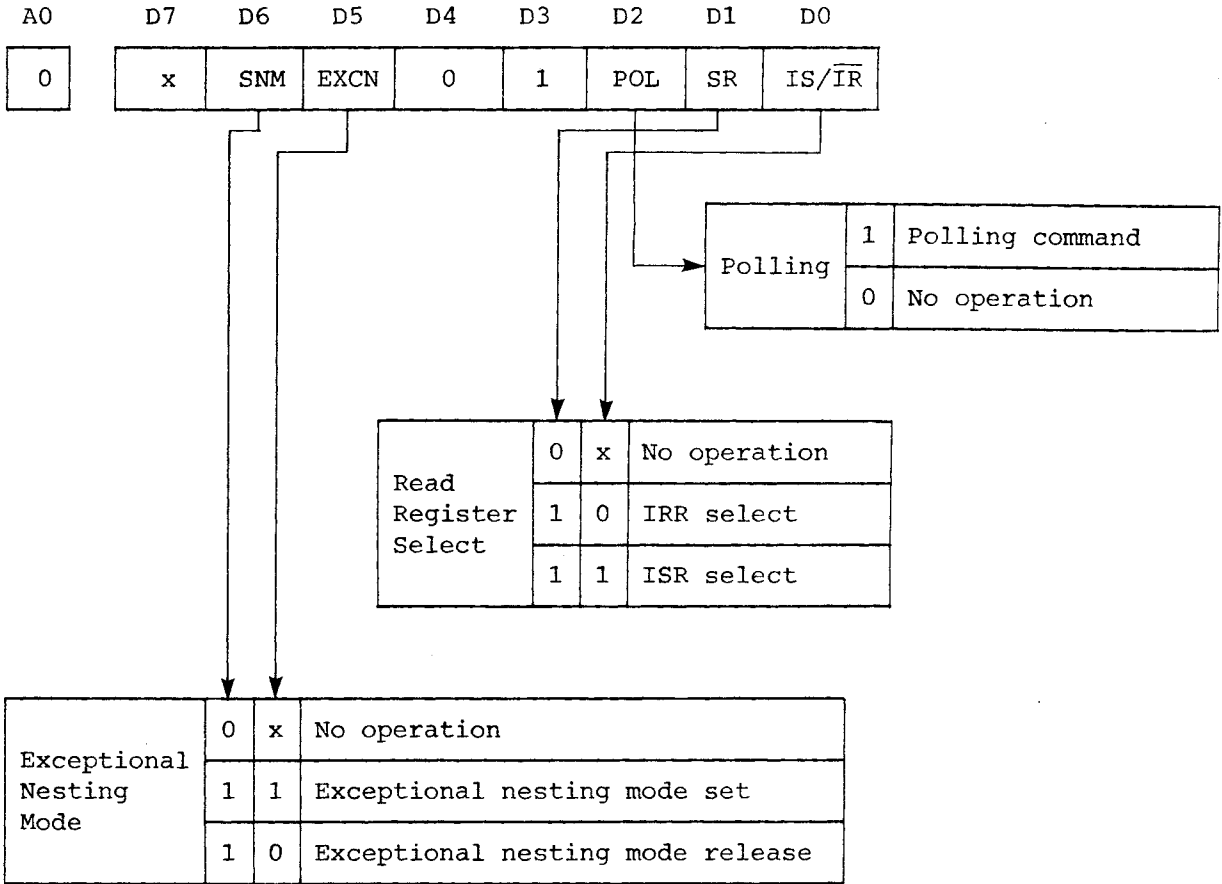 A0 D7 D6 D5 D4 D3 D2 D1 D0
0 x SNM EXCN 0 1 POL SR IS/I̅R̅
Polling
1 Polling command
0 No operation
Read
Register
Select
0 x No operation
1 0 IRR select
1 1 ISR select
Exceptional
Nesting
Mode
0 x No operation
1 1 Exceptional nesting mode set
1 0 Exceptional nesting mode release